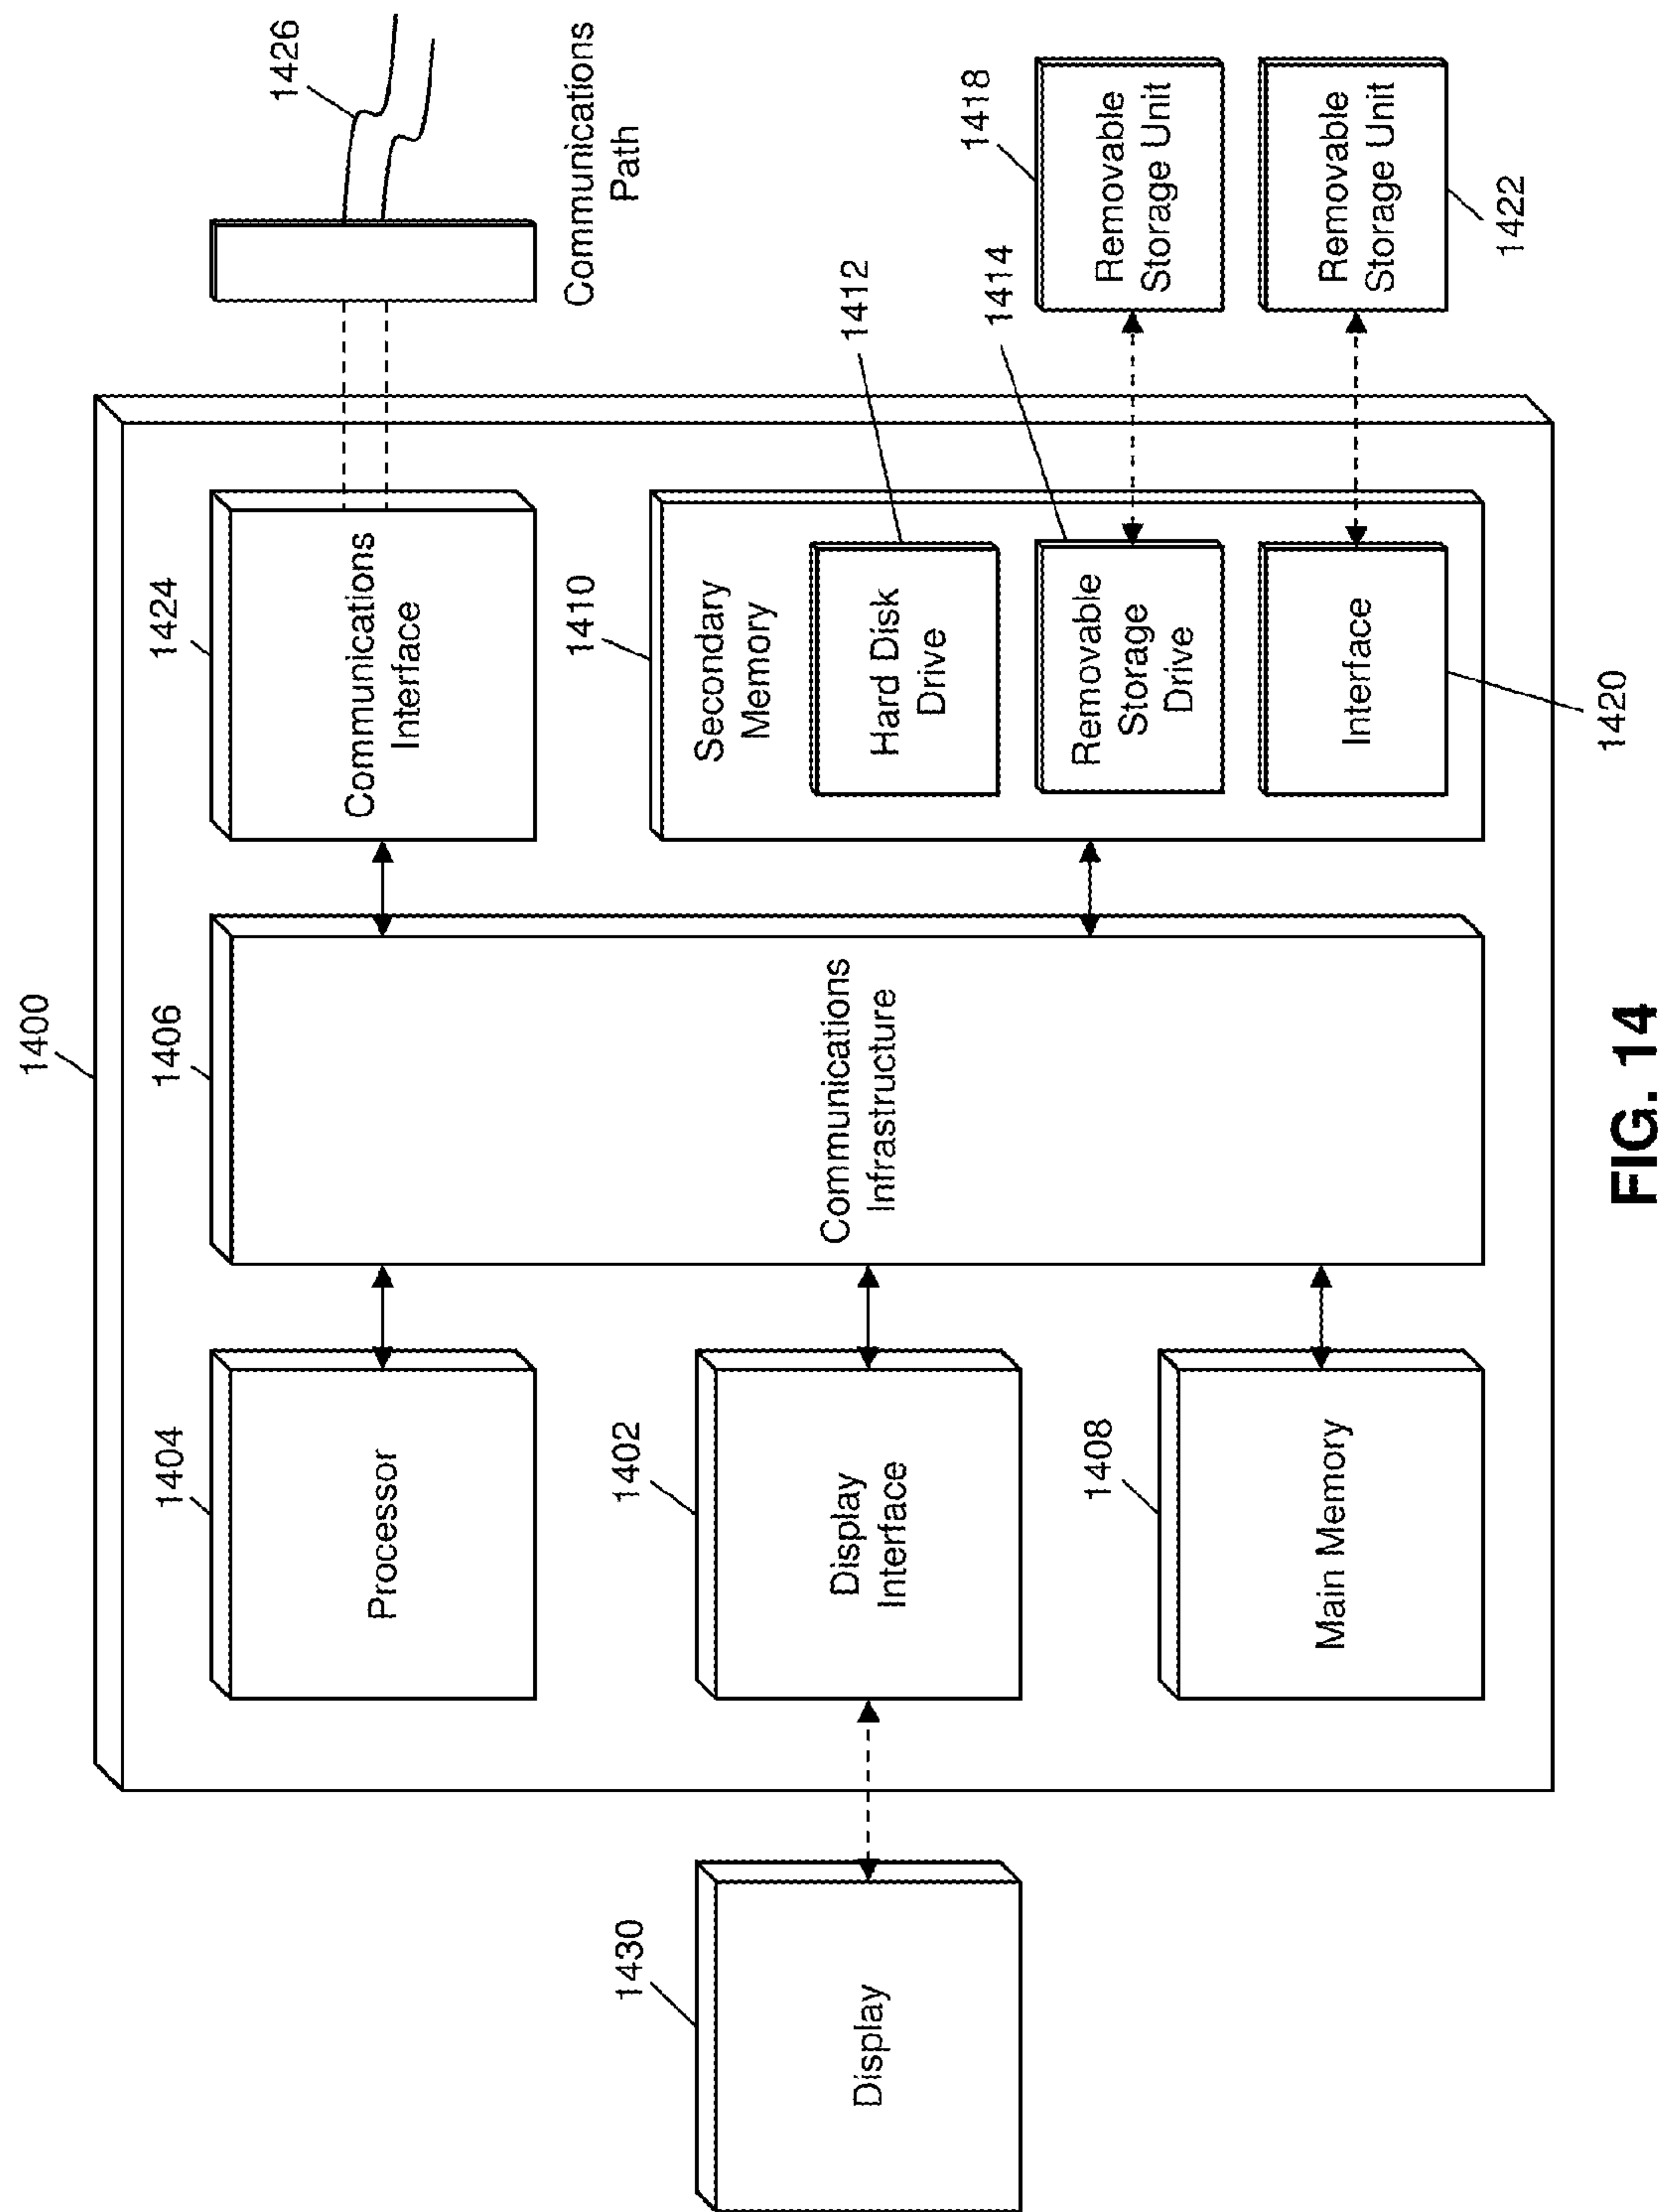 1400
1404
Processor
1406
Communications
Infrastructure
1424
Communications
Interface
1426
Communications
Path
1430
Display
1402
Display
Interface
1410
Secondary
Memory
1412
Hard Disk
Drive
1414
Removable
Storage
Drive
1418
Removable
Storage Unit
1408
Main Memory
Interface
1420
Removable
Storage Unit
1422
FIG. 14